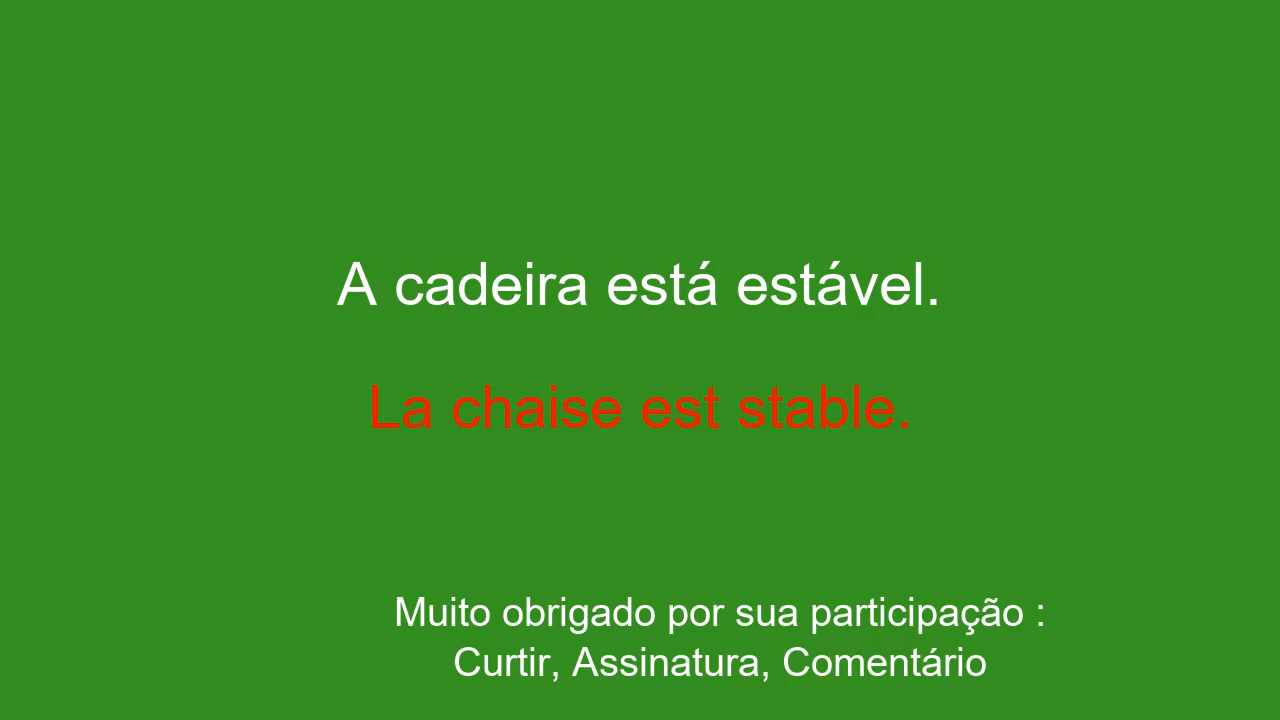 A cadeira está estável.
La chaise est stable.
Muito obrigado por sua participação :
Curtir, Assinatura, Comentário